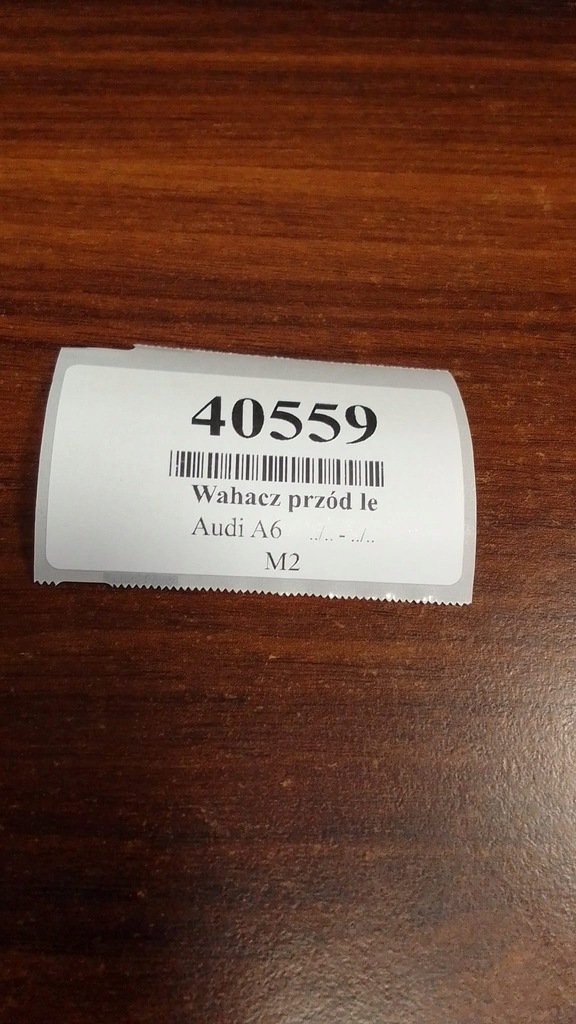 40559
Wahacz przód le
Audi A6 ../.. - ../..
M2